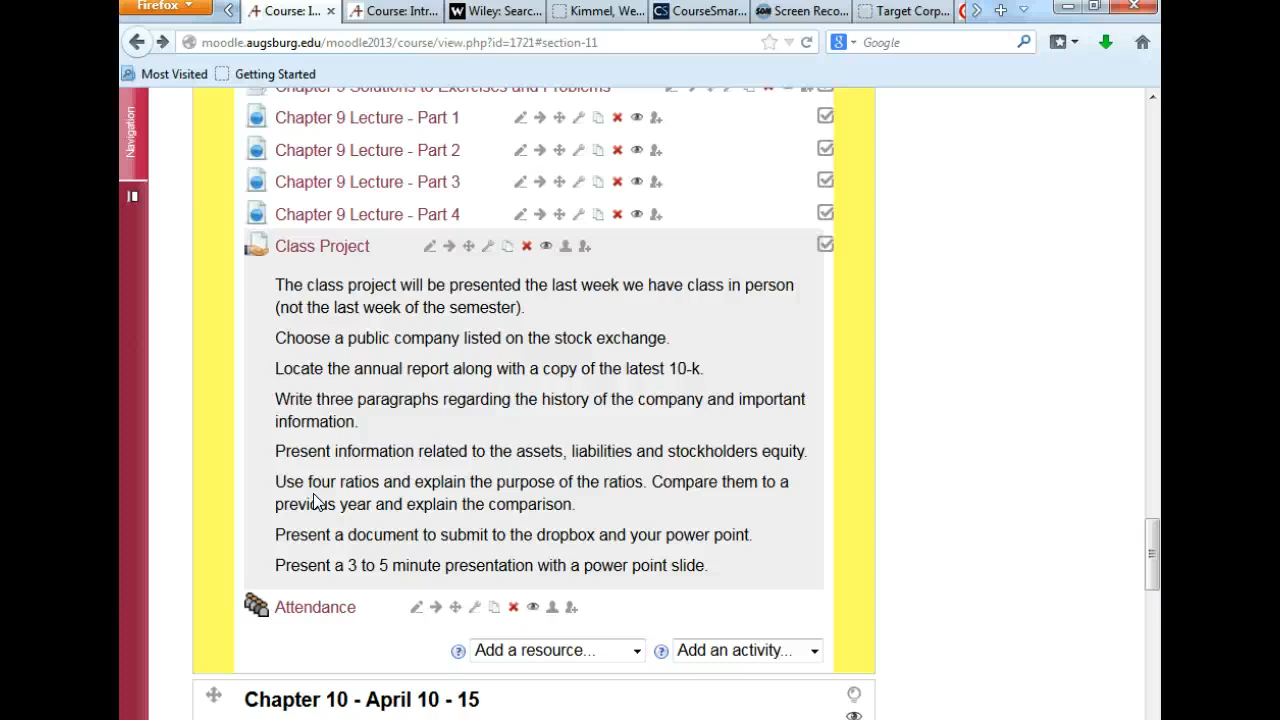 Firefox
Course: I... × Course: Intr... Wiley: Searc... Kimmel, We... CourseSmar... Screen Reco... Target Corp...
moodle.augsburg.edu/moodle2013/course/view.php?id=1721#section-11
Google
Most Visited Getting Started
Navigation
Solutions to Exercises and Problems
Chapter 9 Lecture - Part 1
Chapter 9 Lecture - Part 2
Chapter 9 Lecture - Part 3
Chapter 9 Lecture - Part 4
Class Project
The class project will be presented the last week we have class in person
(not the last week of the semester).
Choose a public company listed on the stock exchange.
Locate the annual report along with a copy of the latest 10-k.
Write three paragraphs regarding the history of the company and important
information.
Present information related to the assets, liabilities and stockholders equity.
Use four ratios and explain the purpose of the ratios. Compare them to a
previous year and explain the comparison.
Present a document to submit to the dropbox and your power point.
Present a 3 to 5 minute presentation with a power point slide.
Attendance
Add a resource... Add an activity...
Chapter 10 - April 10 - 15